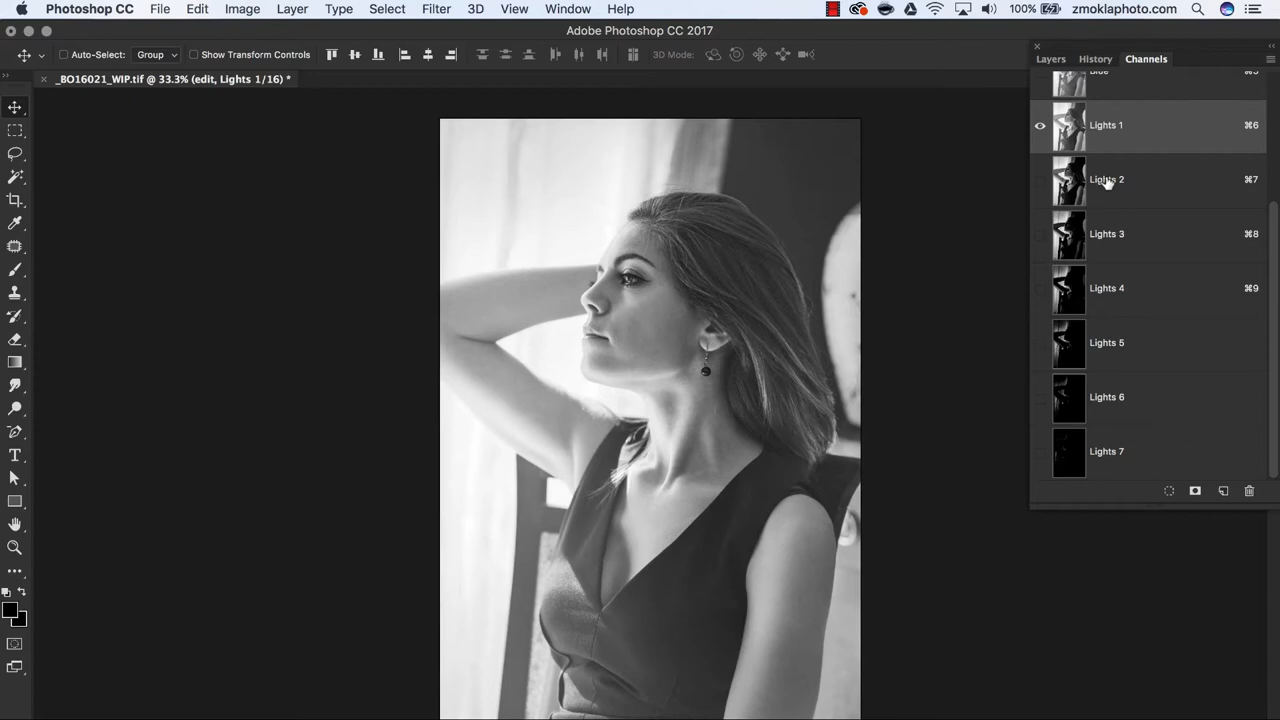 Photoshop CC File Edit Image Layer Type Select Filter 3D View Window Help 100% zmoklaphoto.com
Adobe Photoshop CC 2017
Auto-Select: Group Show Transform Controls 3D Mode:
_BO16021_WIP.tif @ 33.3% (edit, Lights 1/16) *
Layers History Channels
Blue ⌘5
Lights 1 ⌘6
Lights 2 ⌘7
Lights 3 ⌘8
Lights 4 ⌘9
Lights 5
Lights 6
Lights 7